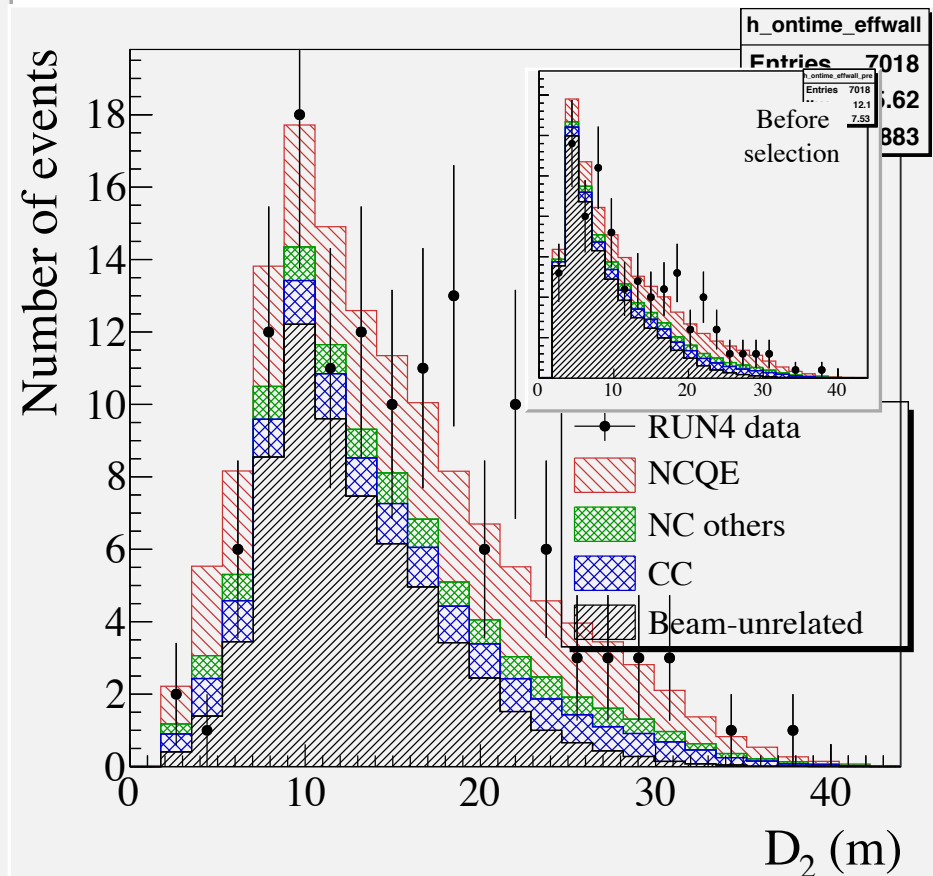 h_ontime_effwall
Entries 7018
5.62
883
h_ontime_effwall_pre
Entries 7018
12.1
7.53
Before
selection
0 10 20 30 40
Number of events
18
16
14
12
10
8
6
4
2
0
RUN4 data
NCQE
NC others
CC
Beam-unrelated
0 10 20 30 40
D₂ (m)